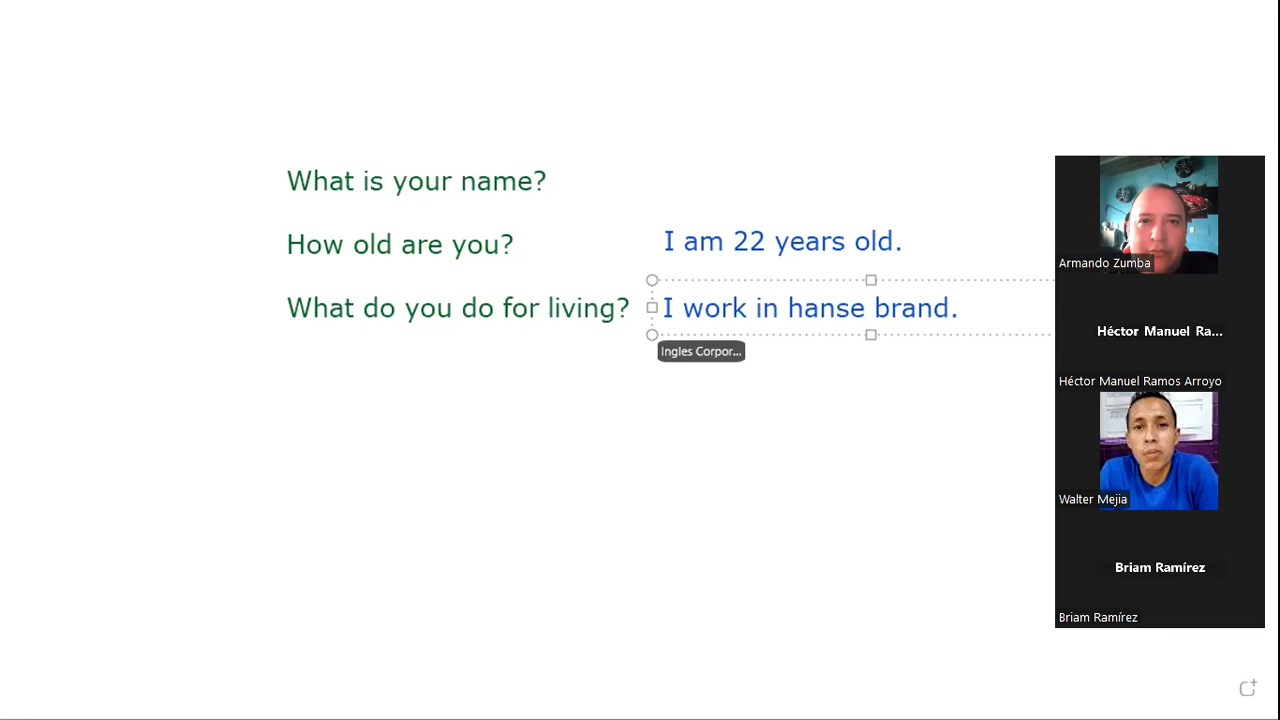 What is your name?
How old are you?
I am 22 years old.
What do you do for living?
I work in hanse brand.
Ingles Corpor...
Armando Zumba
Héctor Manuel Ra...
Héctor Manuel Ramos Arroyo
Walter Mejia
Briam Ramírez
Briam Ramírez